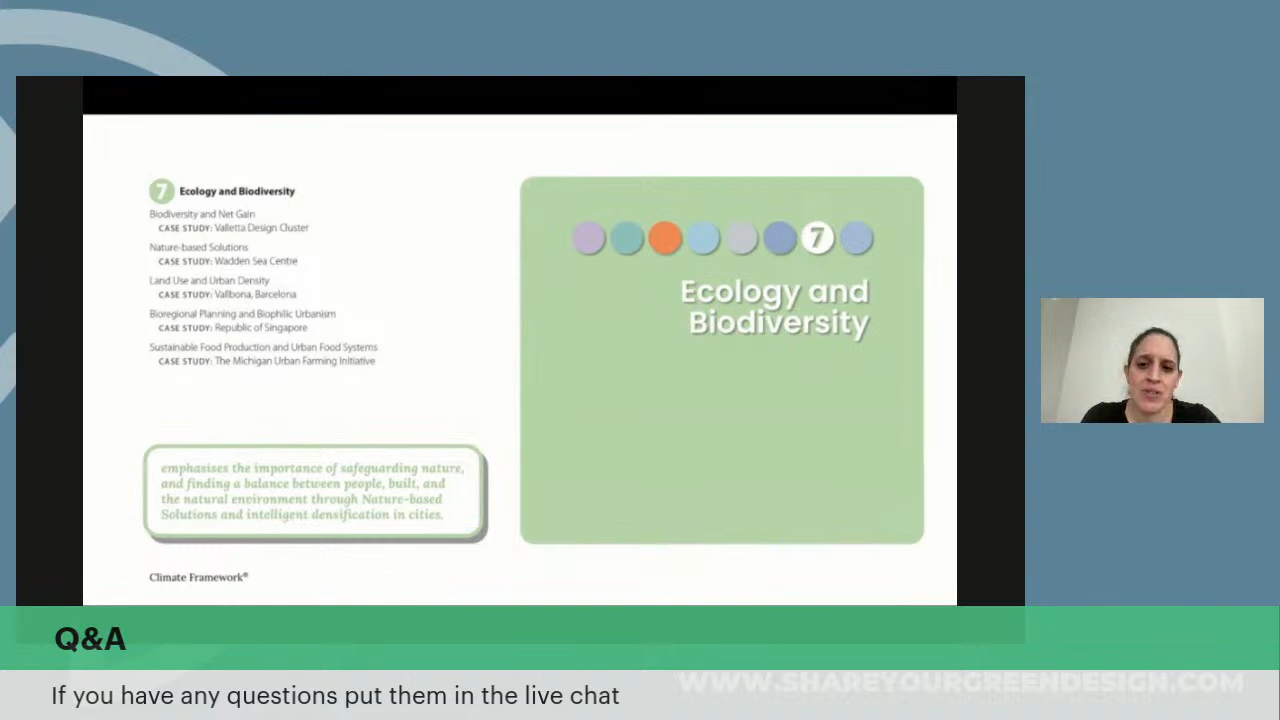 7 Ecology and Biodiversity
Biodiversity and Net Gain
CASE STUDY: Valletta Design Cluster
Nature-based Solutions
CASE STUDY: Wadden Sea Centre
Land Use and Urban Density
CASE STUDY: Vallbona, Barcelona
Bioregional Planning and Biophilic Urbanism
CASE STUDY: Republic of Singapore
Sustainable Food Production and Urban Food Systems
CASE STUDY: The Michigan Urban Farming Initiative
emphasises the importance of safeguarding nature,
and finding a balance between people, built, and
the natural environment through Nature-based
Solutions and intelligent densification in cities.
Climate Framework®
7
Ecology and
Biodiversity
Q&A
If you have any questions put them in the live chat
WWW.SHAREYOURGREENDESIGN.COM